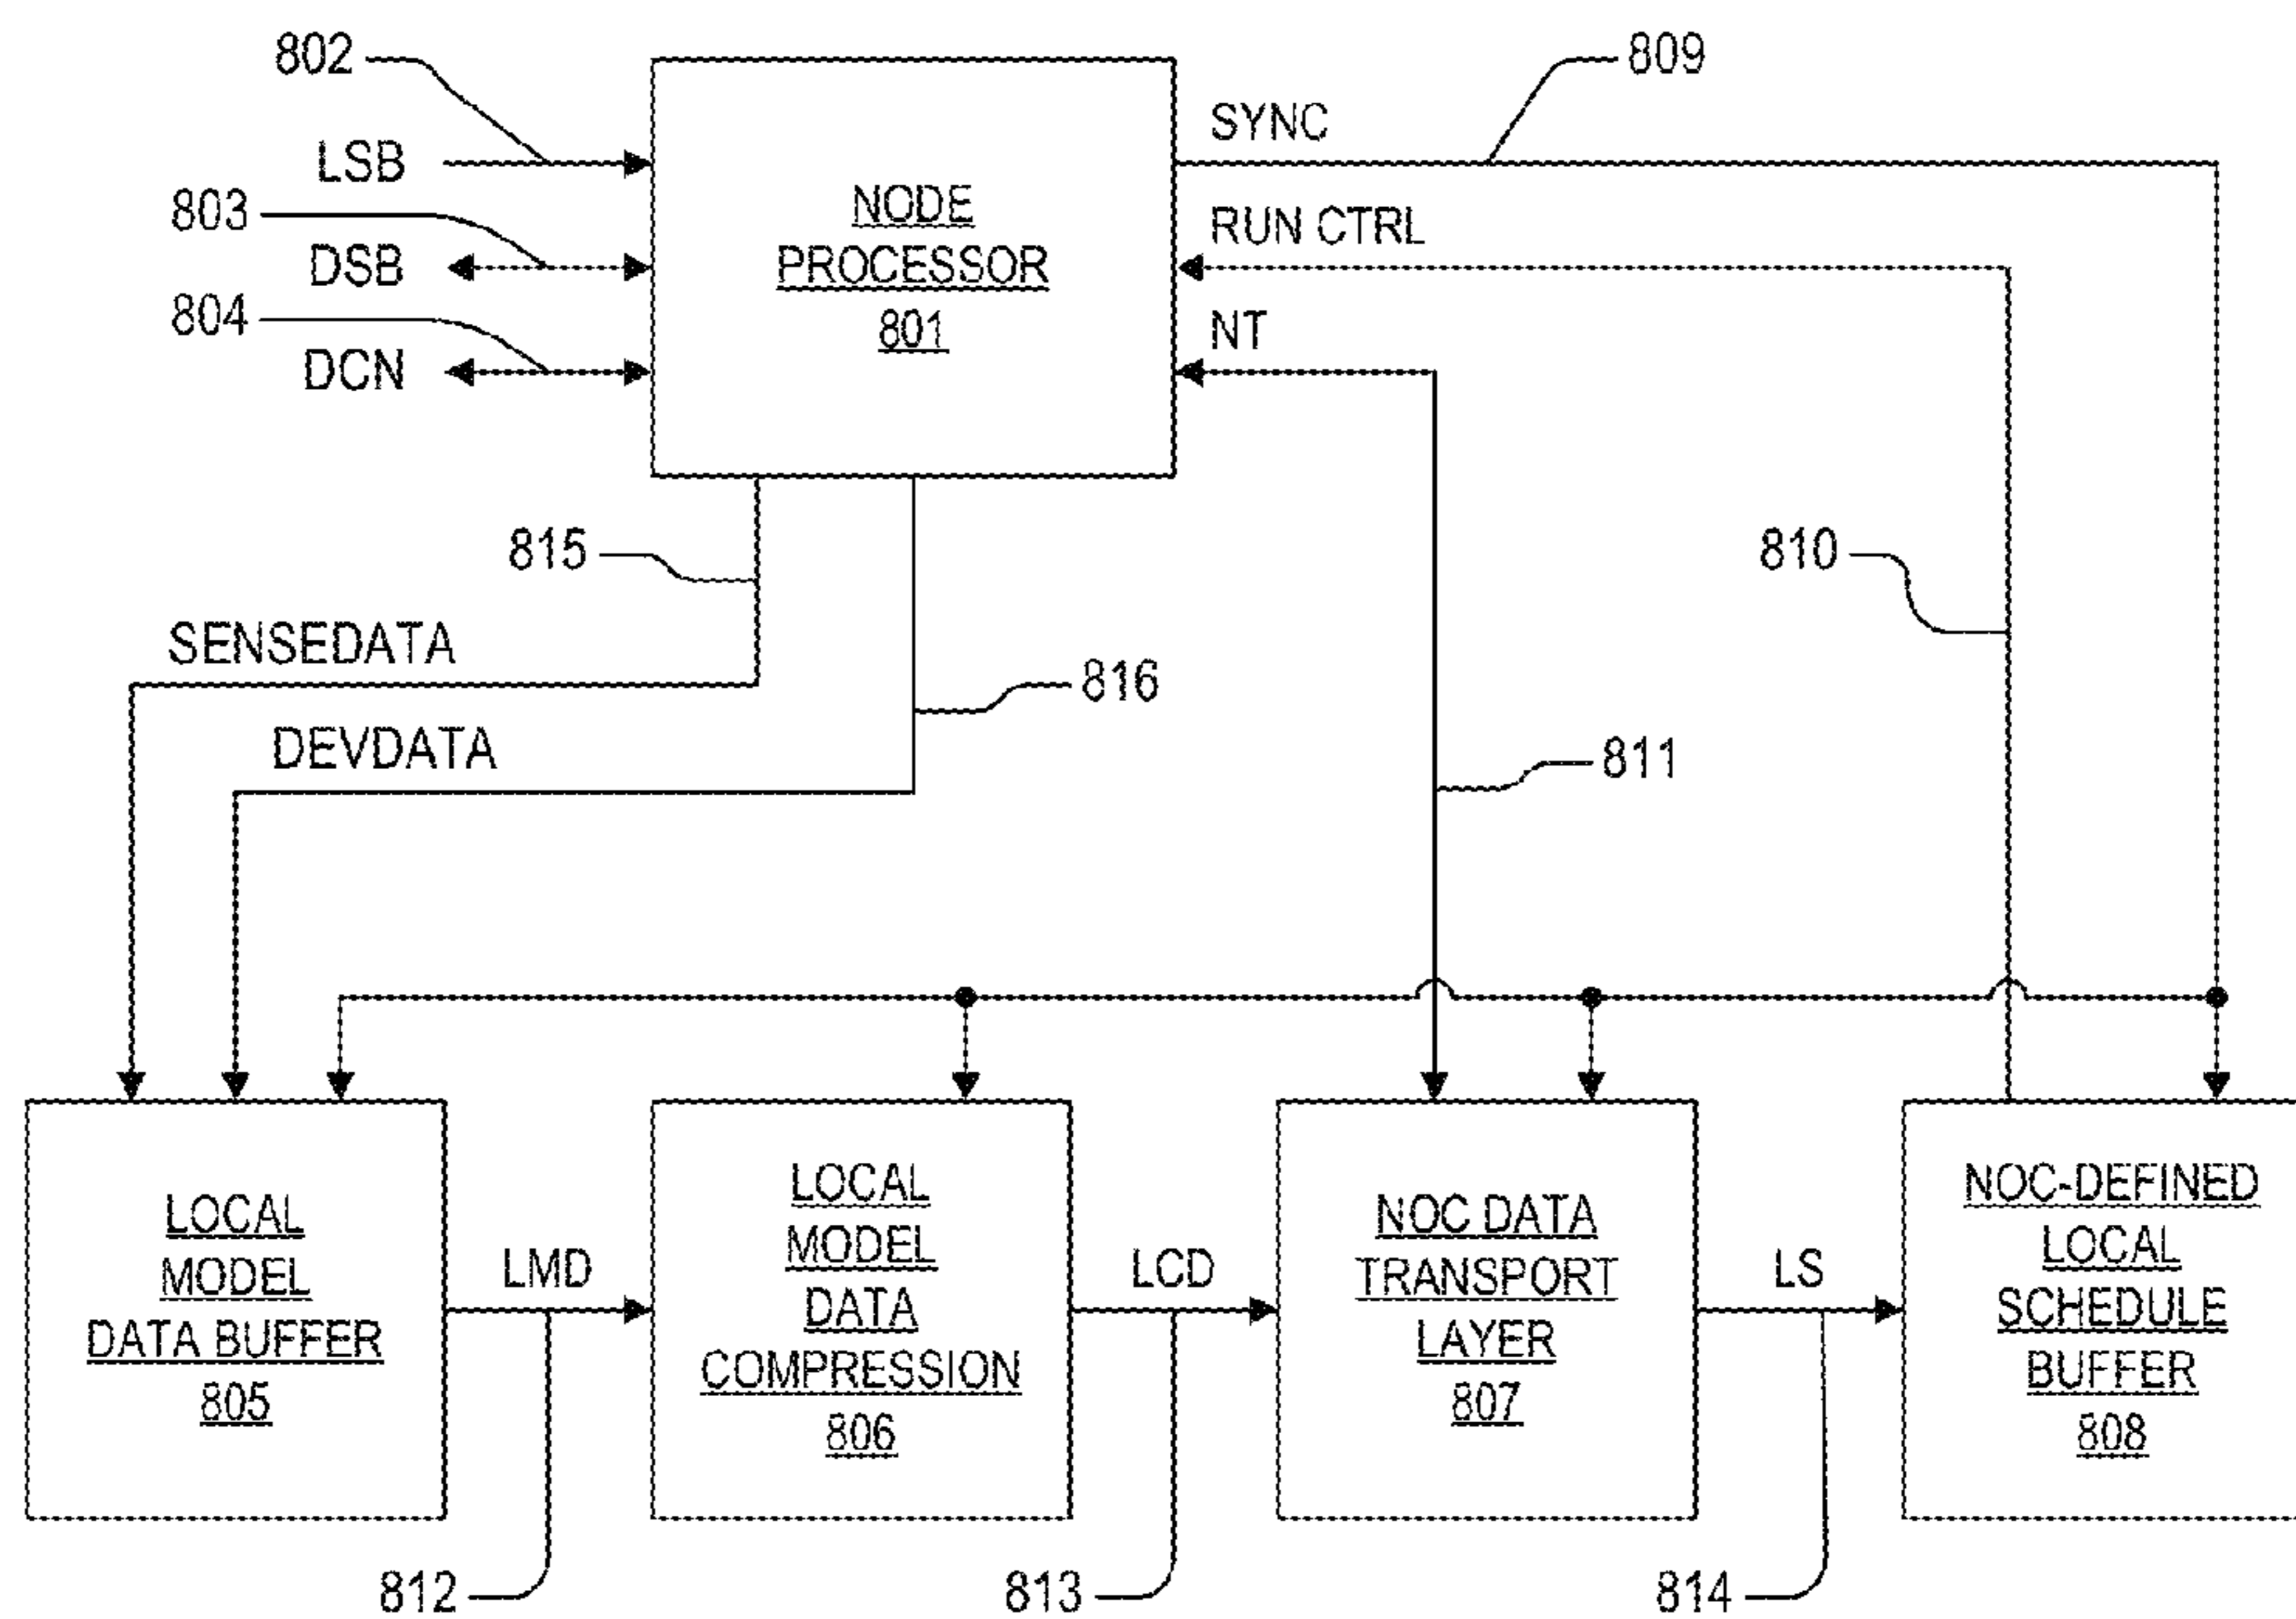 802
809
SYNC
LSB
NODE
PROCESSOR
801
803
RUN CTRL
DSB
804
NT
DCN
815
810
SENSEDATA
816
DEVDATA
811
LOCAL
MODEL
DATA BUFFER
805
LMD
LOCAL
MODEL
DATA
COMPRESSION
806
LCD
NOC DATA
TRANSPORT
LAYER
807
LS
NOC-DEFINED
LOCAL
SCHEDULE
BUFFER
808
812
813
814